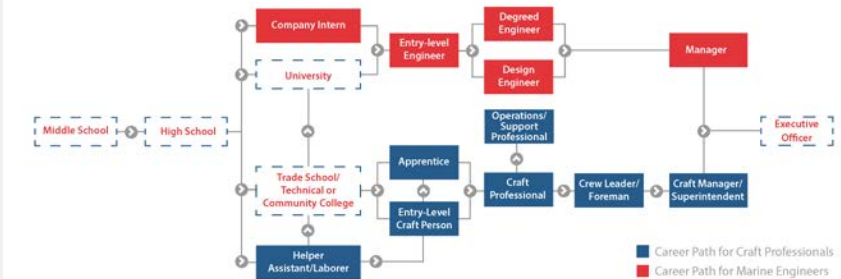 Company Intern
University
Middle School
High School
Trade School/
Technical or
Community College
Helper
Assistant/Laborer
Entry-level
Engineer
Apprentice
Entry-Level
Craft Person
Degreed
Engineer
Design
Engineer
Operations/
Support
Professional
Craft
Professional
Crew Leader/
Foreman
Manager
Craft Manager/
Superintendent
Executive
Officer
Career Path for Craft Professionals
Career Path for Marine Engineers